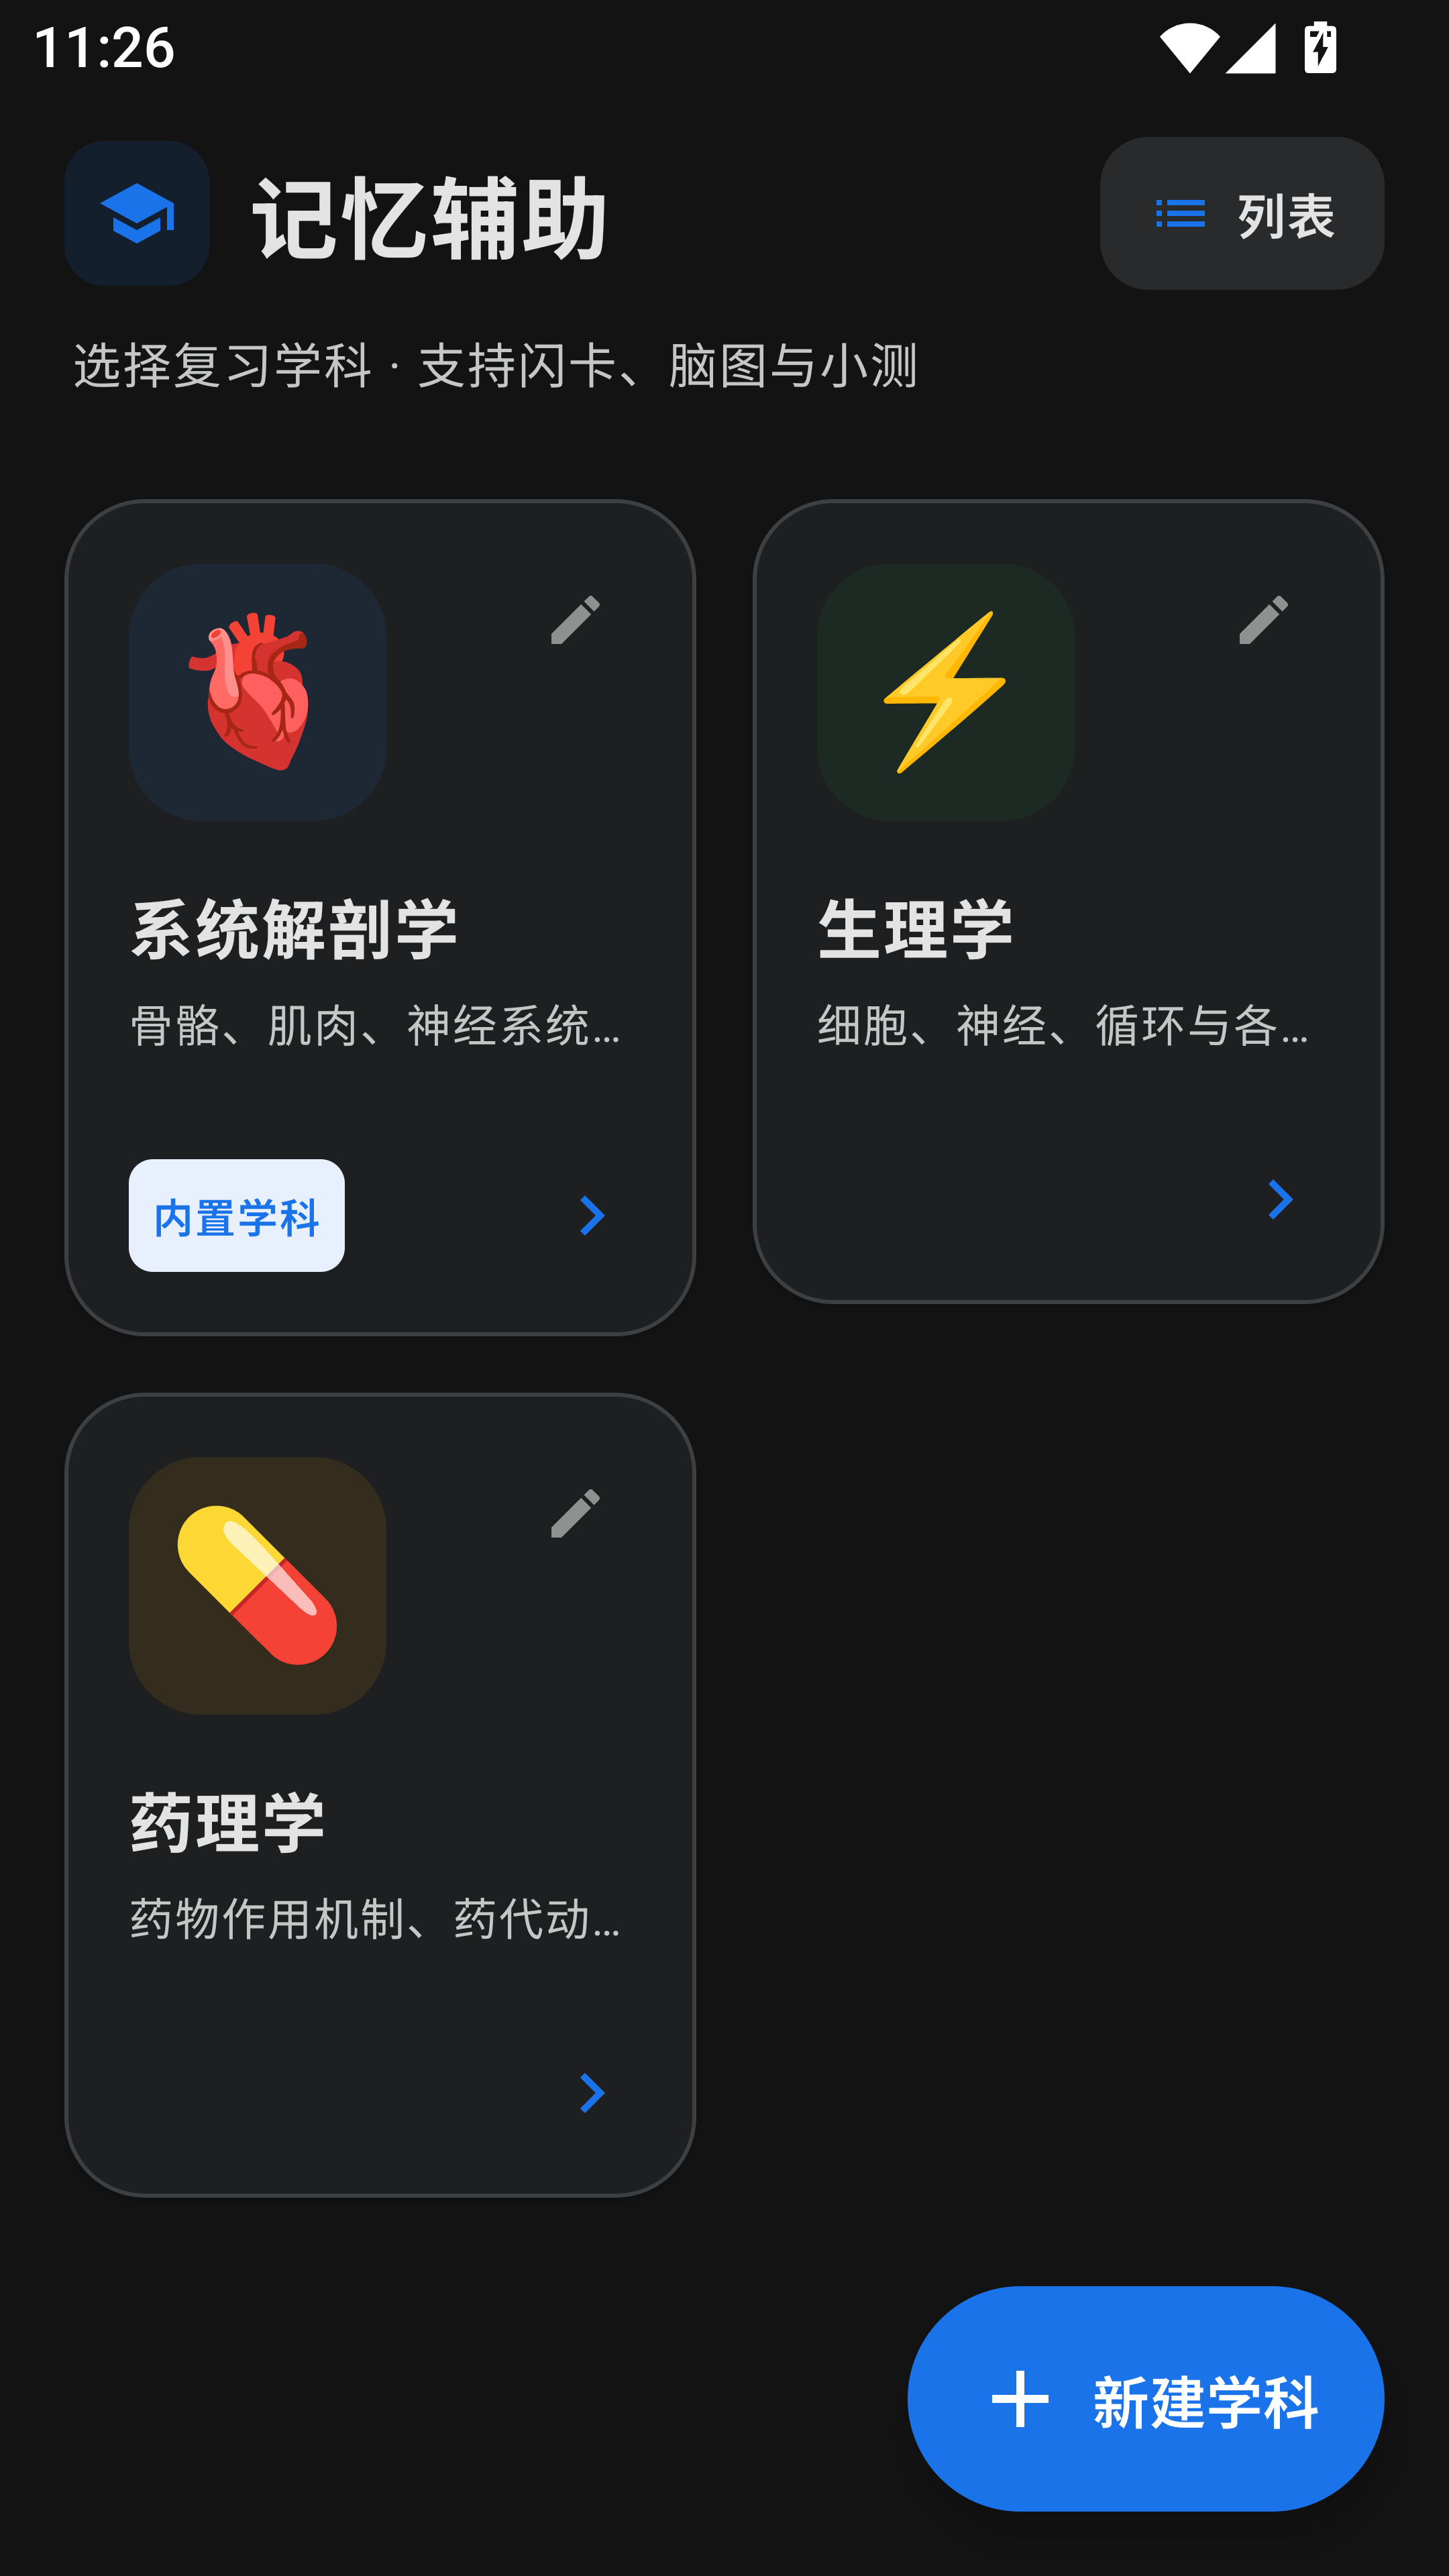 11:26
记忆辅助
列表
选择复习学科 · 支持闪卡、脑图与小测
系统解剖学
骨骼、肌肉、神经系统...
内置学科
生理学
细胞、神经、循环与各...
药理学
药物作用机制、药代动...
新建学科